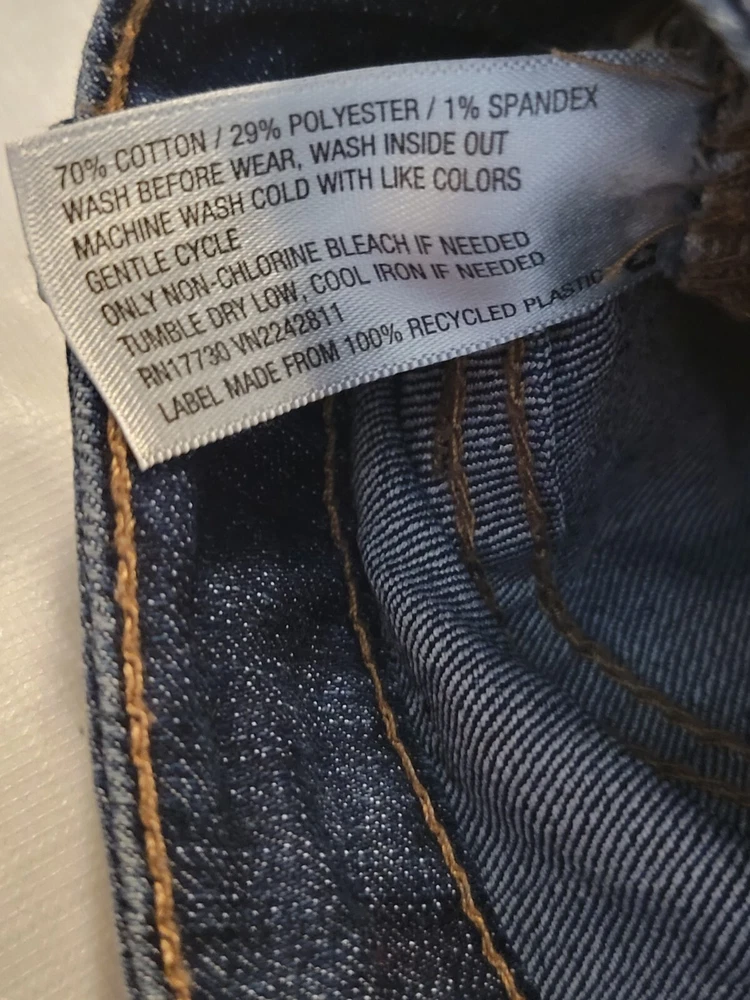 70% COTTON / 29% POLYESTER / 1% SPANDEX
WASH BEFORE WEAR, WASH INSIDE OUT
MACHINE WASH COLD WITH LIKE COLORS
GENTLE CYCLE
ONLY NON-CHLORINE BLEACH IF NEEDED
TUMBLE DRY LOW, COOL IRON IF NEEDED
RN17730 VN2242811
LABEL MADE FROM 100% RECYCLED PLASTIC